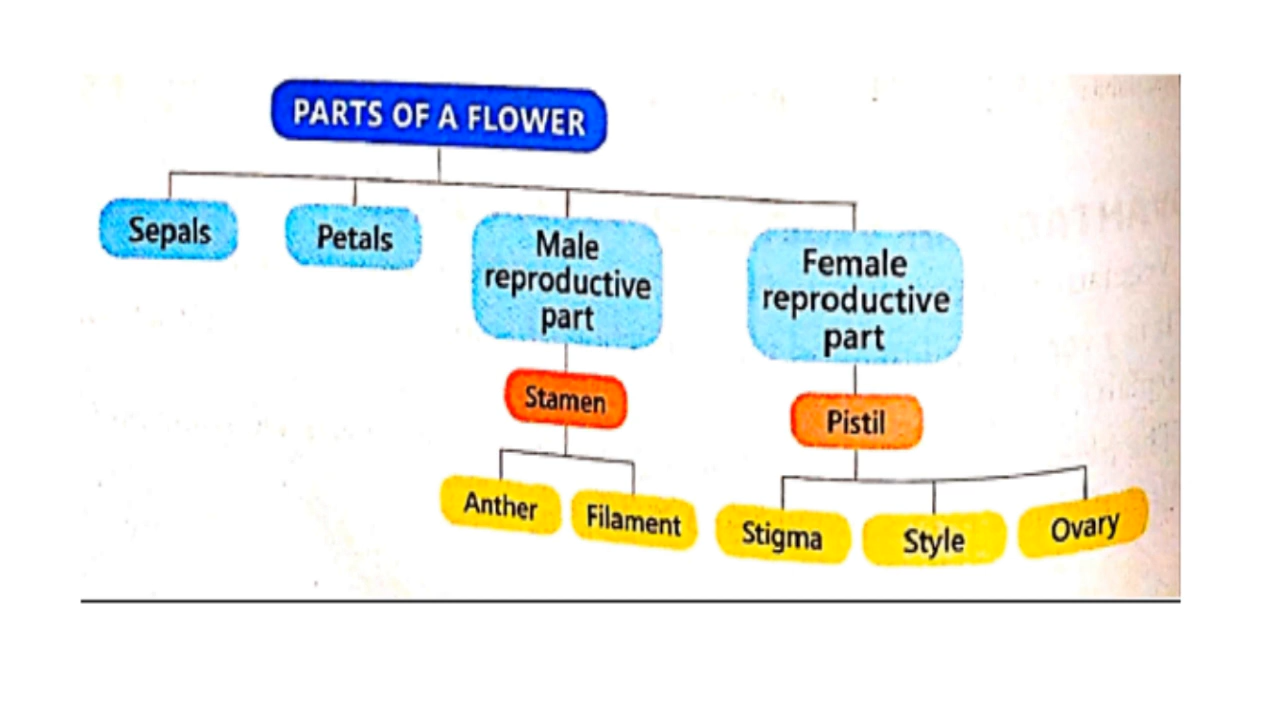 PARTS OF A FLOWER
Sepals
Petals
Male
reproductive
part
Female
reproductive
part
Stamen
Pistil
Anther
Filament
Stigma
Style
Ovary